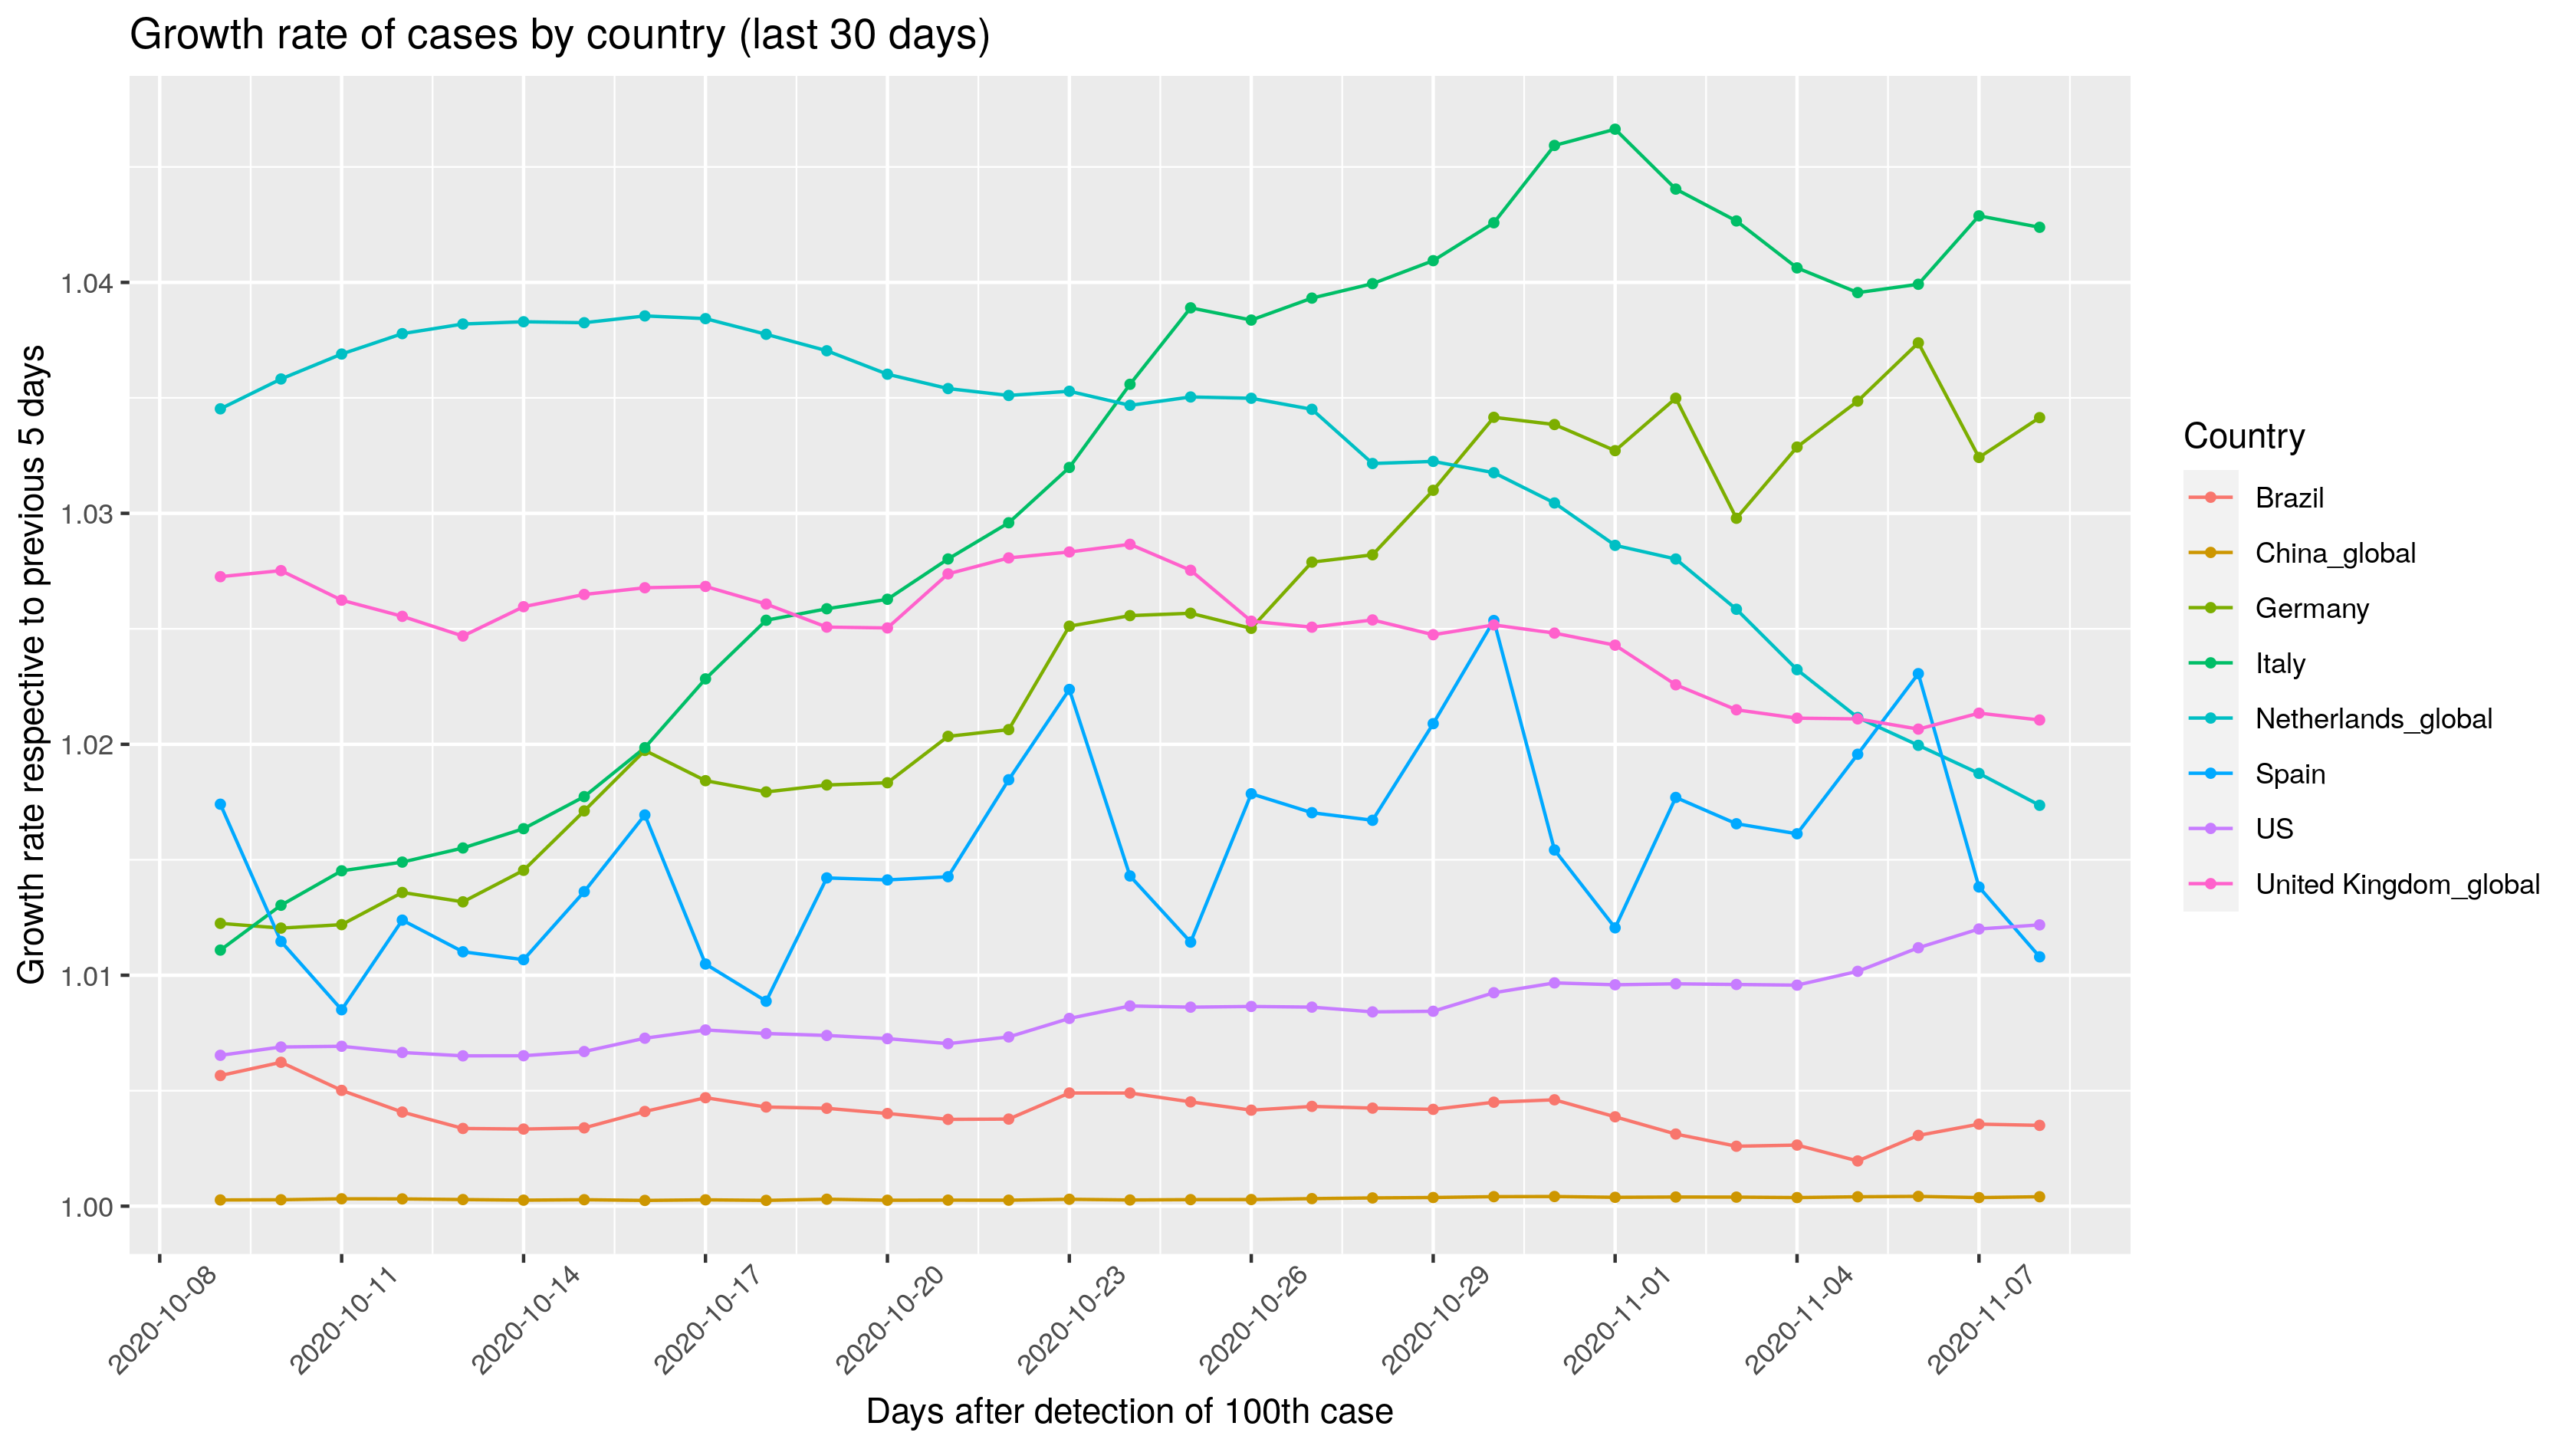 Growth rate of cases by country (last 30 days)
Growth rate respective to previous 5 days
1.04
1.03
1.02
1.01
1.00
2020-10-08
2020-10-11
2020-10-14
2020-10-17
2020-10-20
2020-10-23
2020-10-26
2020-10-29
2020-11-01
2020-11-04
2020-11-07
Days after detection of 100th case
Country
Brazil
China_global
Germany
Italy
Netherlands_global
Spain
US
United Kingdom_global